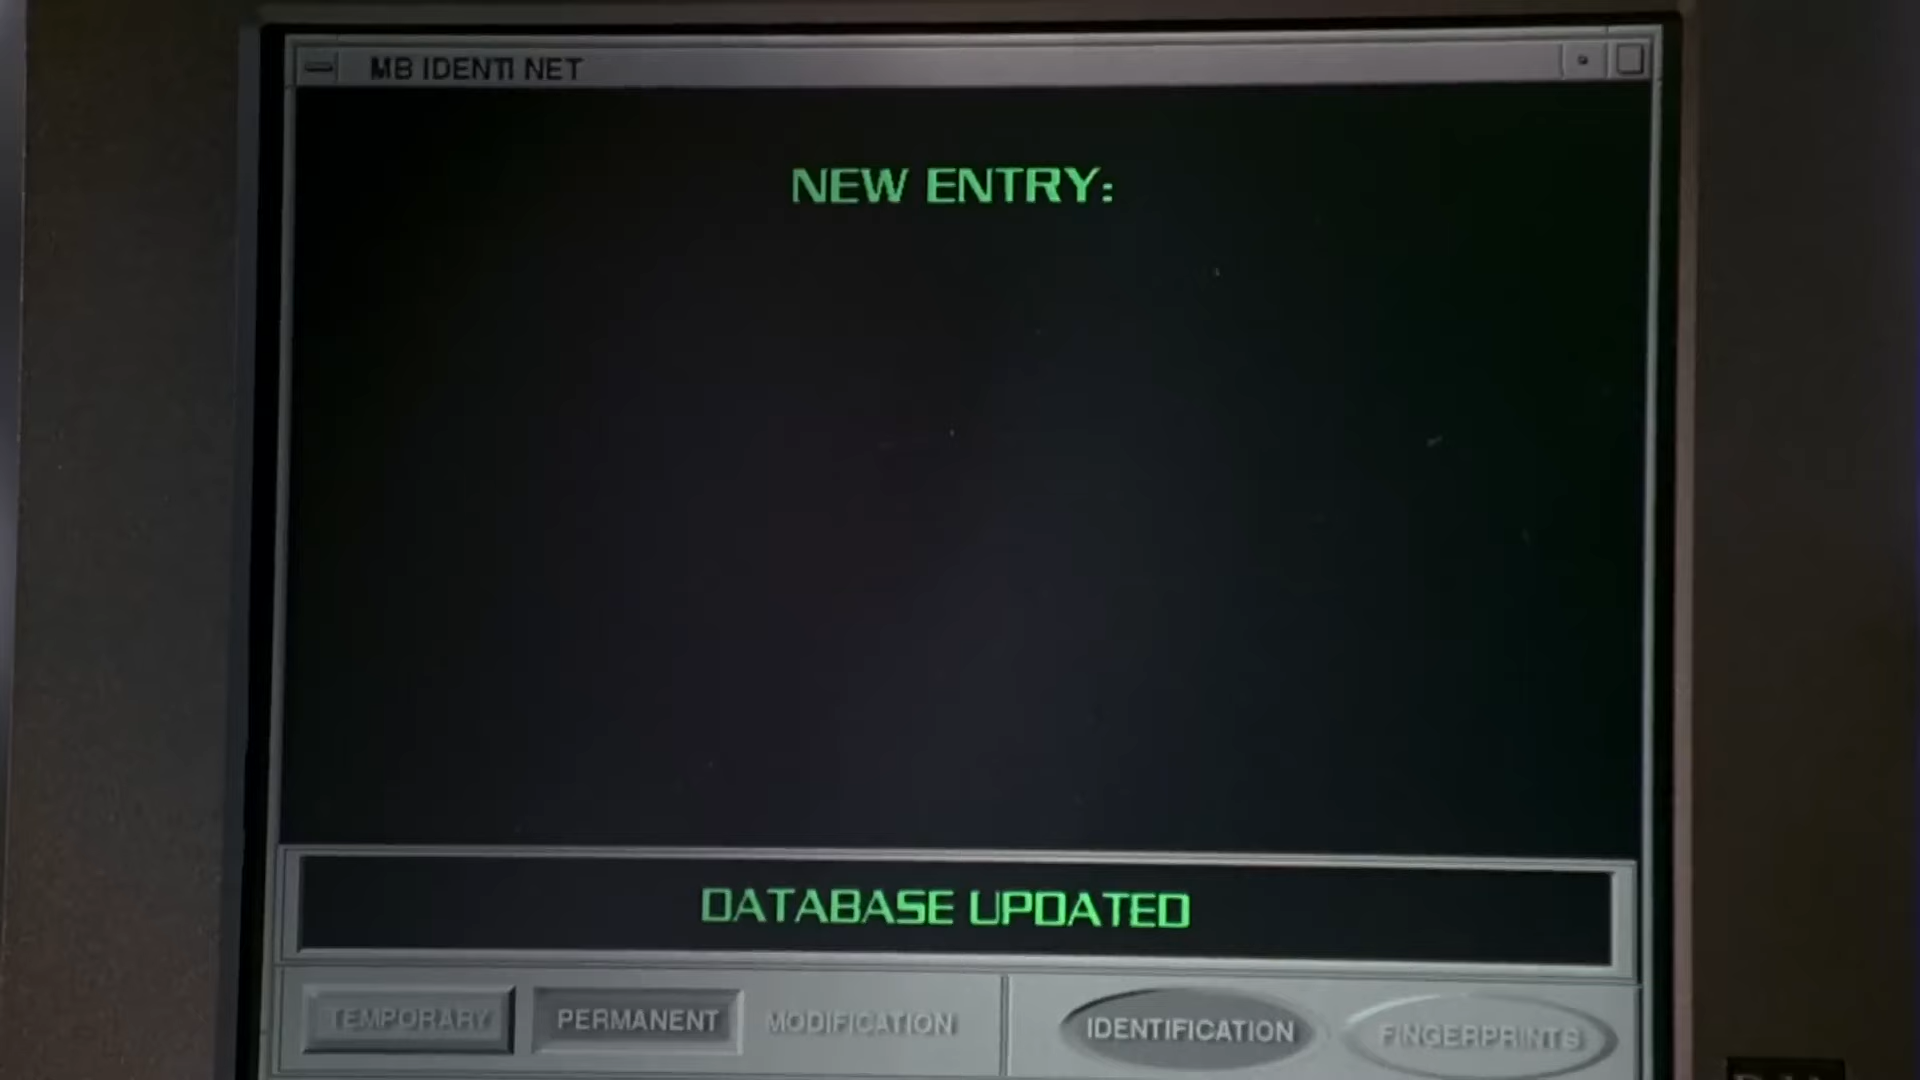 MB IDENTI NET
NEW ENTRY:
DATABASE UPDATED
TEMPORARY PERMANENT MODIFICATION IDENTIFICATION FINGERPRINTS